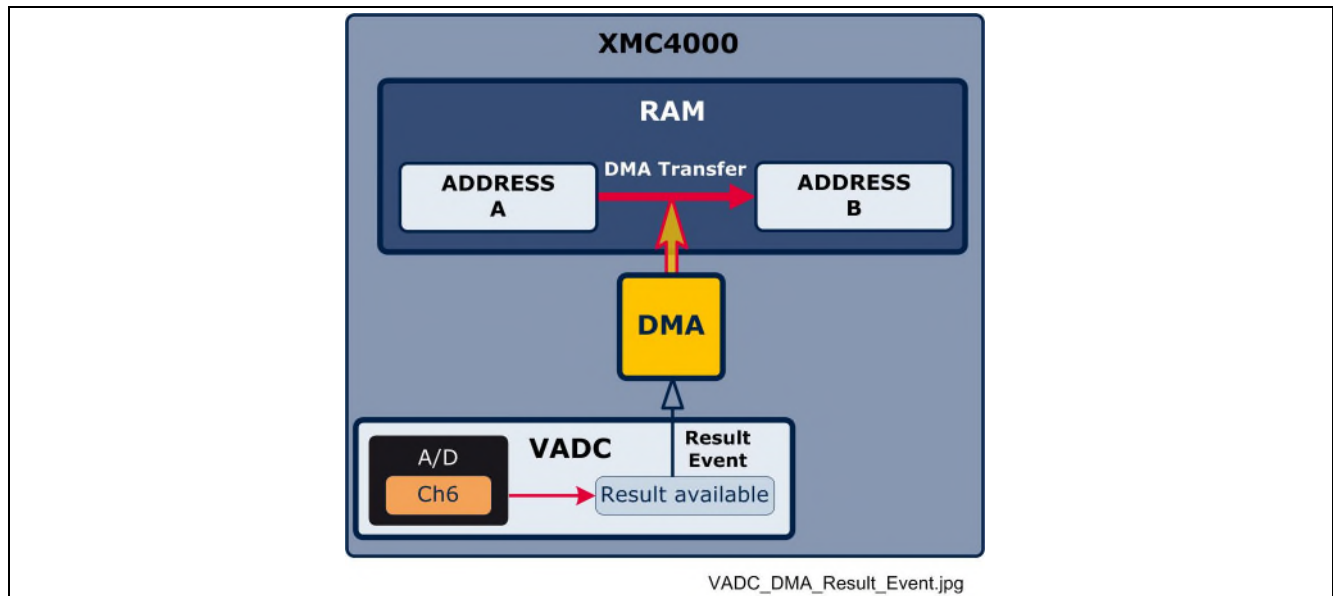 XMC4000
RAM
DMA Transfer
ADDRESS
A
ADDRESS
B
DMA
VADC
Result
Event
A/D
Ch6
Result available
VADC_DMA_Result_Event.jpg